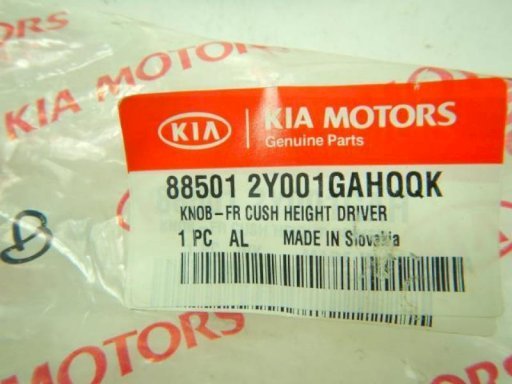 ORS
KIA MOTORS
KIA MOTORS
KIA
Genuine Parts
88501 2Y001GAHQQK
KNOB-FR CUSH HEIGHT DRIVER
1 PC AL MADE IN Slovakia
B
MOTORS